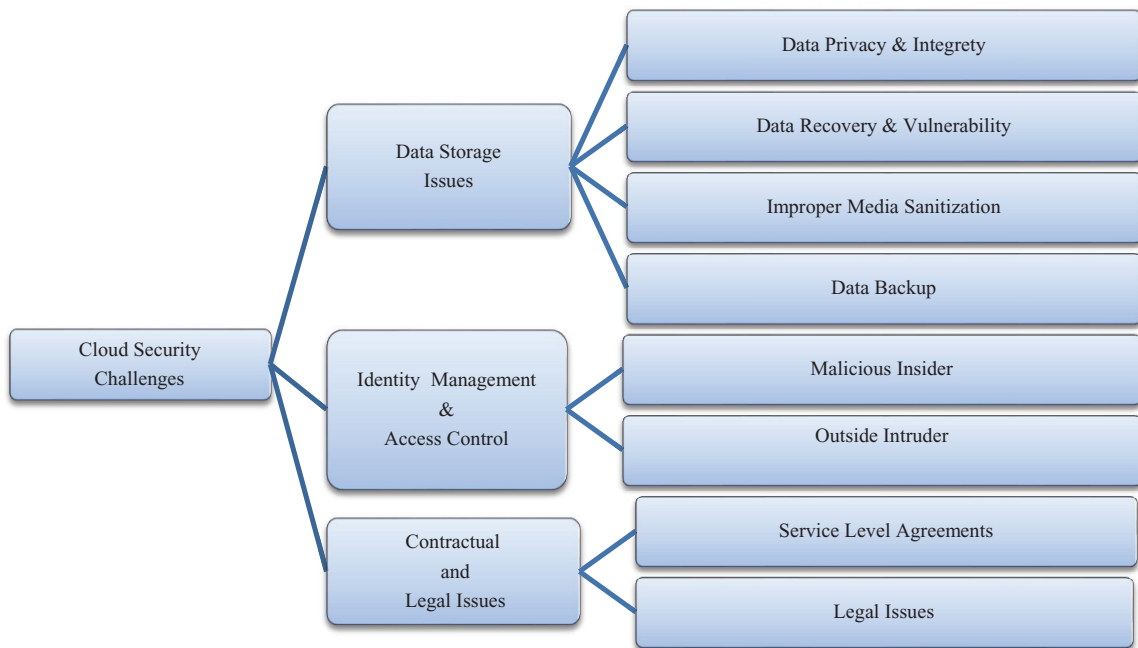 Cloud Security
Challenges
Data Storage
Issues
Data Privacy & Integrety
Data Recovery & Vulnerability
Improper Media Sanitization
Data Backup
Identity Management
&
Access Control
Malicious Insider
Outside Intruder
Contractual
and
Legal Issues
Service Level Agreements
Legal Issues